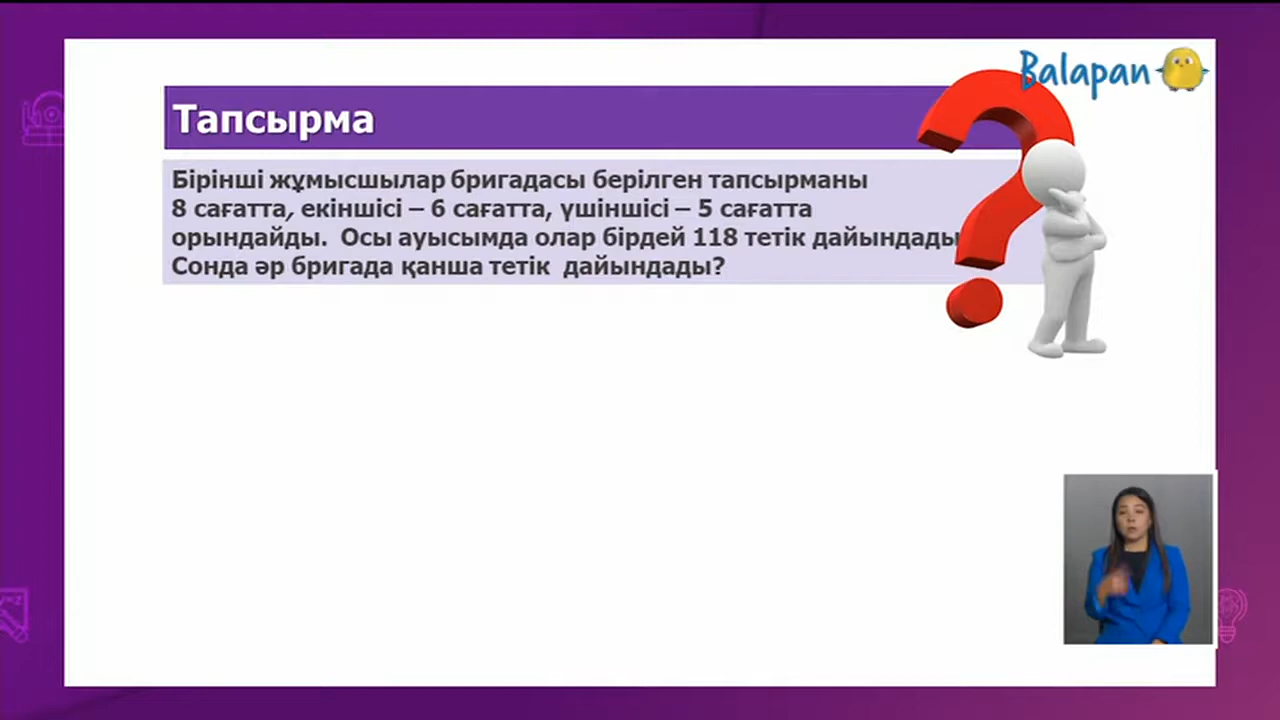 Balapan
Тапсырма
Бірінші жұмысшылар бригадасы берілген тапсырманы
8 сағатта, екіншісі – 6 сағатта, үшіншісі – 5 сағатта
орындайды. Осы ауысымда олар бірдей 118 тетік дайындады
Сонда әр бригада қанша тетік дайындады?